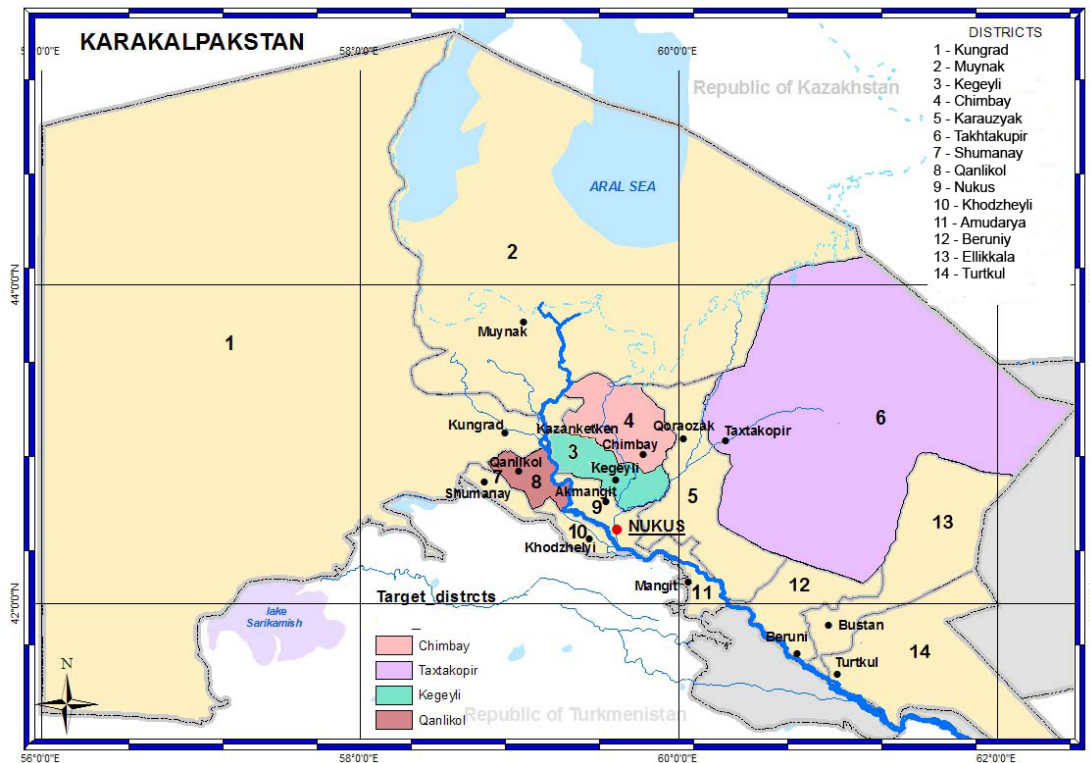 KARAKALPAKSTAN
58°0'0"E
60°0'0"E
DISTRICTS
1 - Kungrad
2 - Muynak
3 - Kegeyli
4 - Chimbay
5 - Karauzyak
6 - Takhtakupir
7 - Shumanay
8 - Qanlikol
9 - Nukus
10 - Khodzheyli
11 - Amudarya
12 - Beruniy
13 - Ellikkala
14 - Turtkul
Republic of Kazakhstan
ARAL SEA
2
44°0'0"N
Muynak
1
6
Kungrad
Kazanketken
4
Qoraozak
Taxtakopir
Chimbay
3
Qanlikol
Kegeyli
7
8
Shumanay
Akmangit
5
9
NUKUS
13
10
Khodzhelyi
Mangit
11
12
42°0'0"N
Target_distrcts
lake
Sarikamish
Bustan
Beruni
14
Turtkul
N
Chimbay
Taxtakopir
Kegeyli
Qanlikol
Republic of Turkmenistan
56°0'0"E
58°0'0"E
60°0'0"E
62°0'0"E